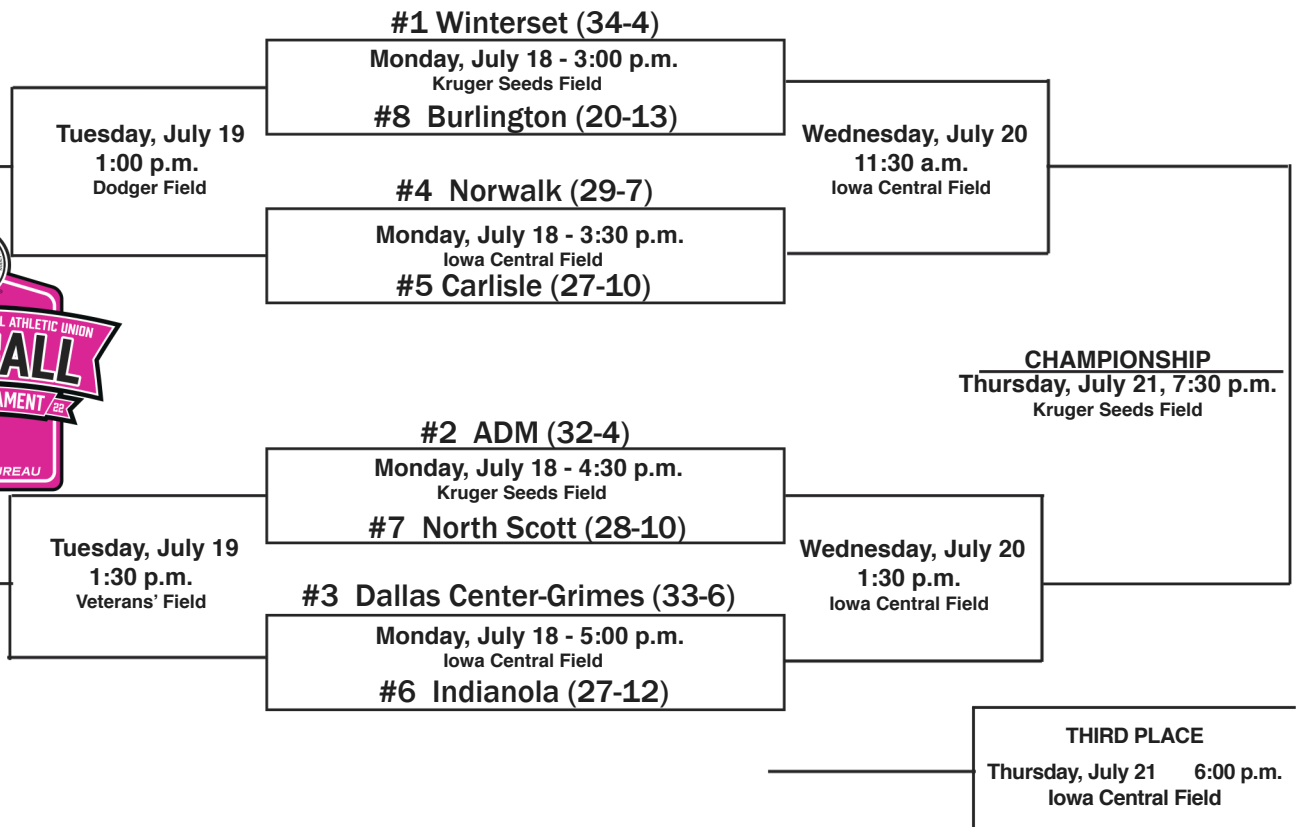 #1 Winterset (34-4)
Monday, July 18 - 3:00 p.m.
Kruger Seeds Field
#8 Burlington (20-13)
Tuesday, July 19
1:00 p.m.
Dodger Field
Wednesday, July 20
11:30 a.m.
Iowa Central Field
#4 Norwalk (29-7)
Monday, July 18 - 3:30 p.m.
Iowa Central Field
#5 Carlisle (27-10)
L ATHLETIC UNION
ALL
AMENT 22
UREAU
CHAMPIONSHIP
Thursday, July 21, 7:30 p.m.
Kruger Seeds Field
#2 ADM (32-4)
Monday, July 18 - 4:30 p.m.
Kruger Seeds Field
#7 North Scott (28-10)
Tuesday, July 19
1:30 p.m.
Veterans’ Field
Wednesday, July 20
1:30 p.m.
Iowa Central Field
#3 Dallas Center-Grimes (33-6)
Monday, July 18 - 5:00 p.m.
Iowa Central Field
#6 Indianola (27-12)
THIRD PLACE
Thursday, July 21 6:00 p.m.
Iowa Central Field